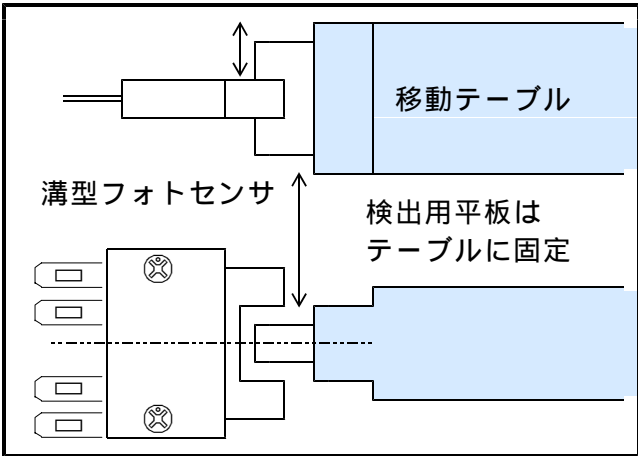 移動テーブル
溝型フォトセンサ
検出用平板は
テーブルに固定